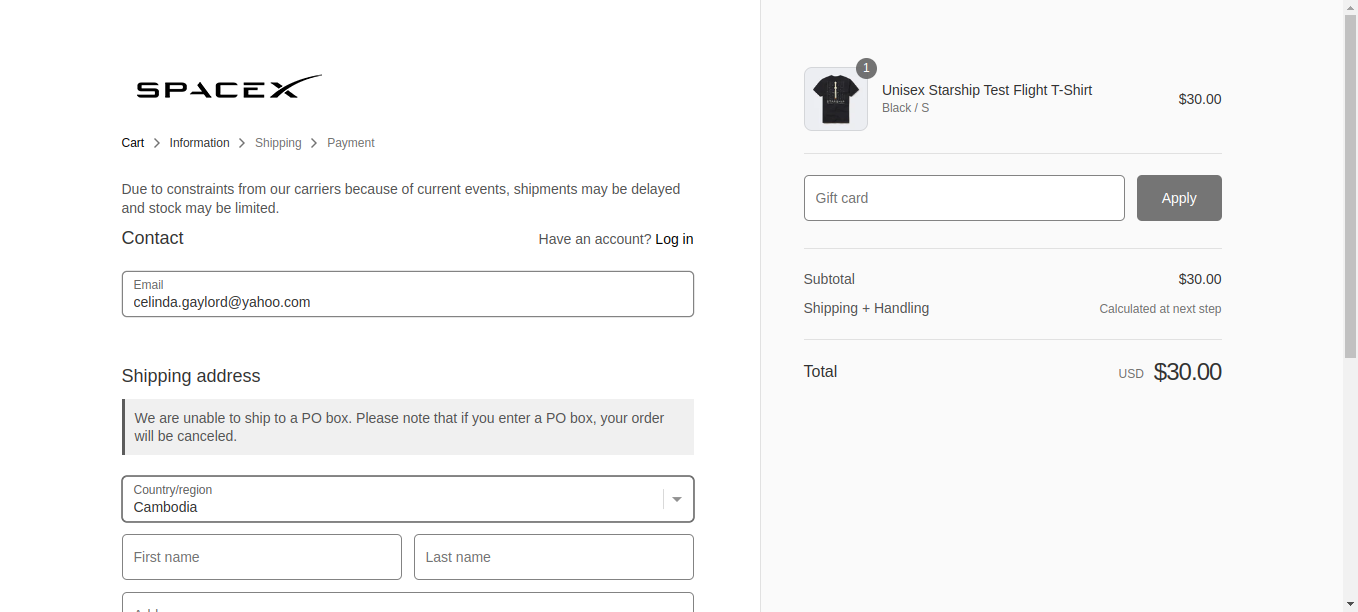 SPACEX
Cart > Information > Shipping > Payment
Due to constraints from our carriers because of current events, shipments may be delayed
and stock may be limited.
Contact
Have an account? Log in
Email
celinda.gaylord@yahoo.com
Shipping address
We are unable to ship to a PO box. Please note that if you enter a PO box, your order
will be canceled.
Country/region
Cambodia
First name
Last name
1
Unisex Starship Test Flight T-Shirt
Black / S
$30.00
Gift card
Apply
Subtotal
$30.00
Shipping + Handling
Calculated at next step
Total
USD $30.00